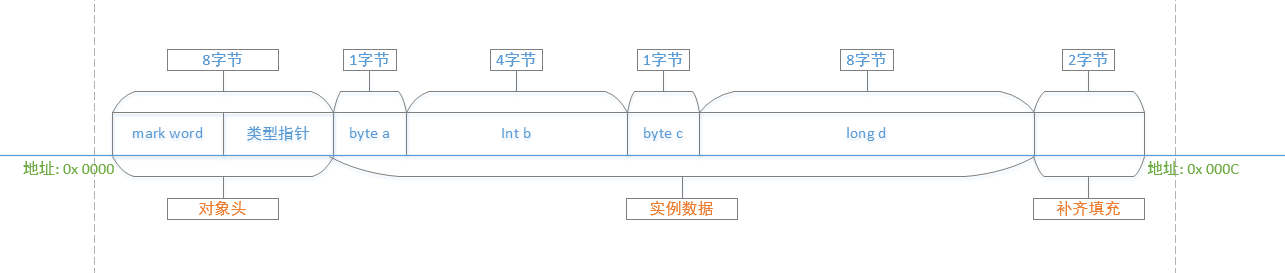 8字节
1字节
4字节
1字节
8字节
2字节
mark word
类型指针
byte a
Int b
byte c
long d
地址: 0x 0000
地址: 0x 000C
对象头
实例数据
补齐填充